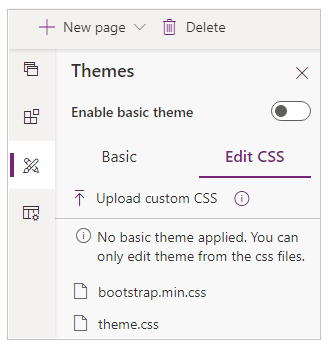 New page Delete
Themes
Enable basic theme
Basic Edit CSS
Upload custom CSS
No basic theme applied. You can
only edit theme from the css files.
bootstrap.min.css
theme.css